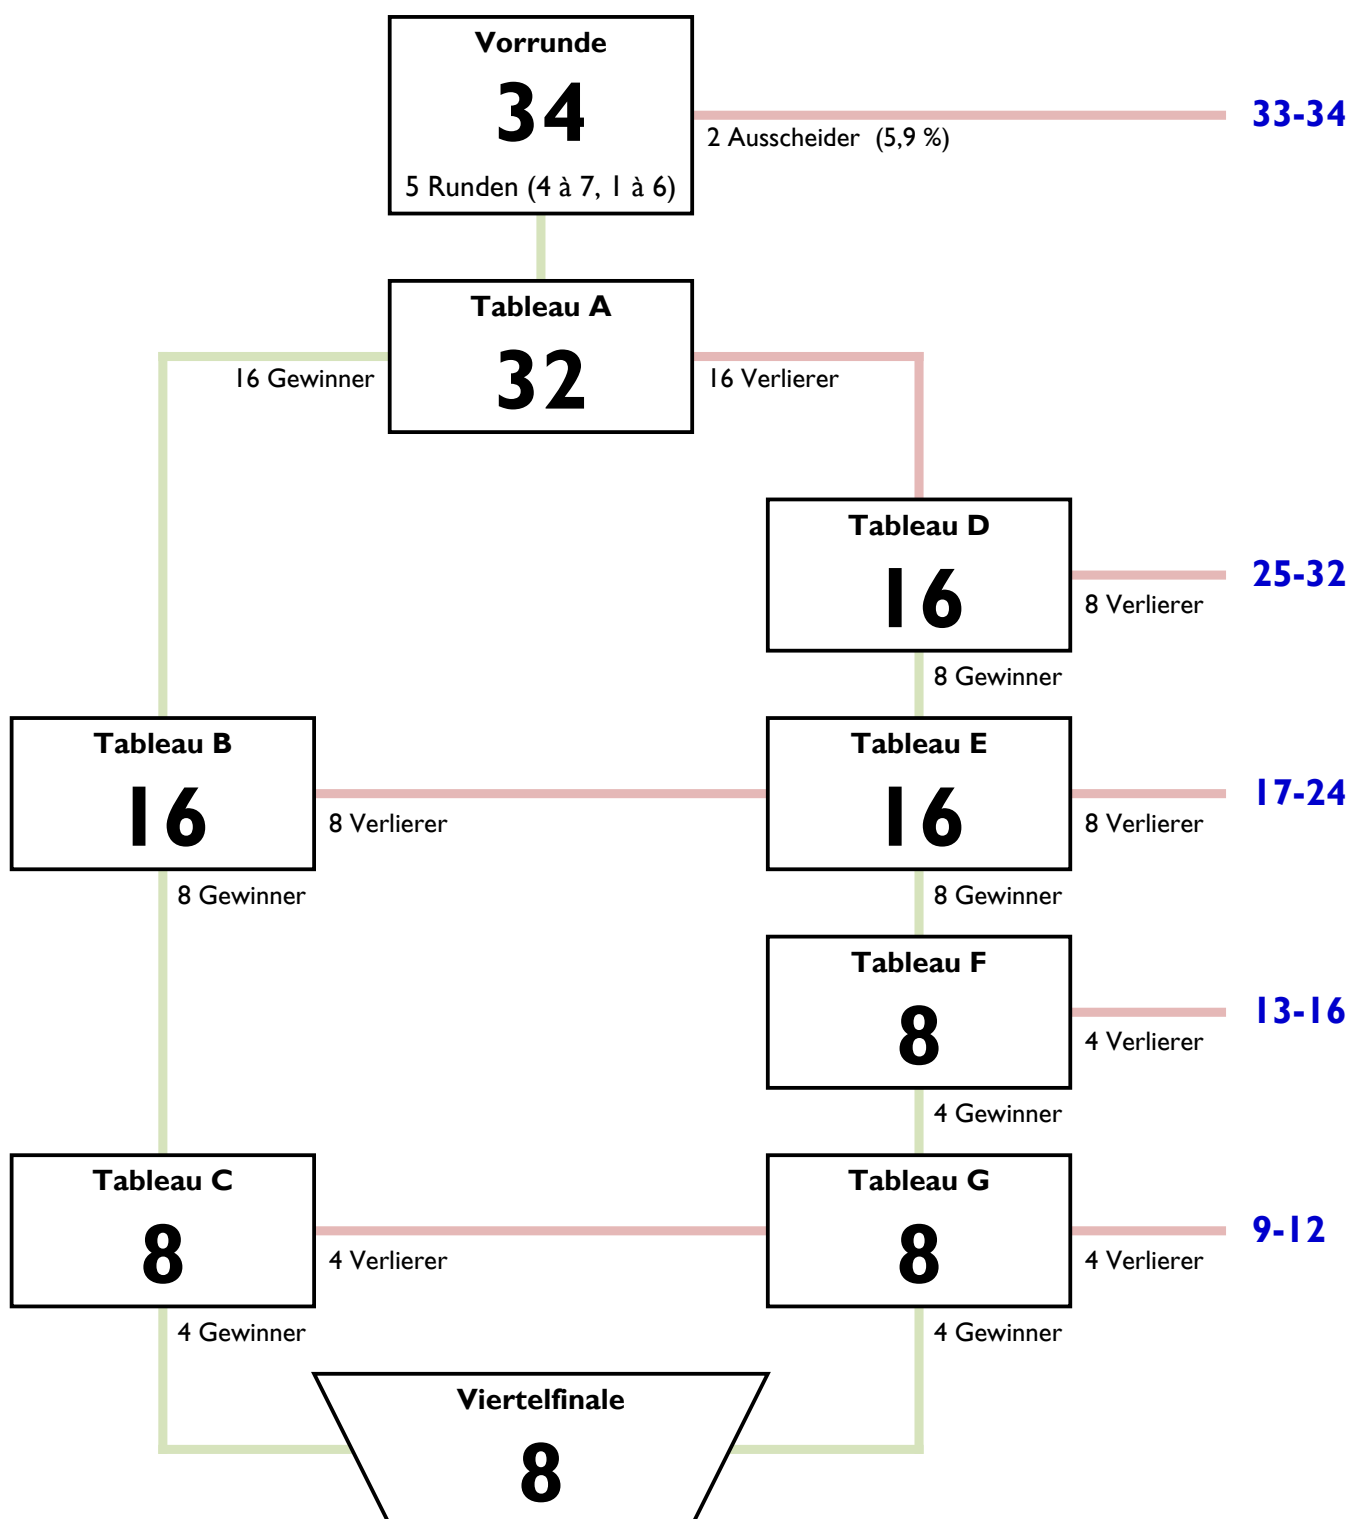 Vorrunde
34
5 Runden (4 à 7, 1 à 6)
2 Ausscheider (5,9 %)
33-34
Tableau A
32
16 Gewinner
16 Verlierer
Tableau D
16
8 Verlierer
25-32
8 Gewinner
Tableau B
16
8 Verlierer
8 Gewinner
Tableau E
16
8 Verlierer
17-24
8 Gewinner
Tableau F
8
4 Verlierer
13-16
4 Gewinner
Tableau C
8
4 Verlierer
4 Gewinner
Tableau G
8
4 Verlierer
9-12
4 Gewinner
Viertelfinale
8